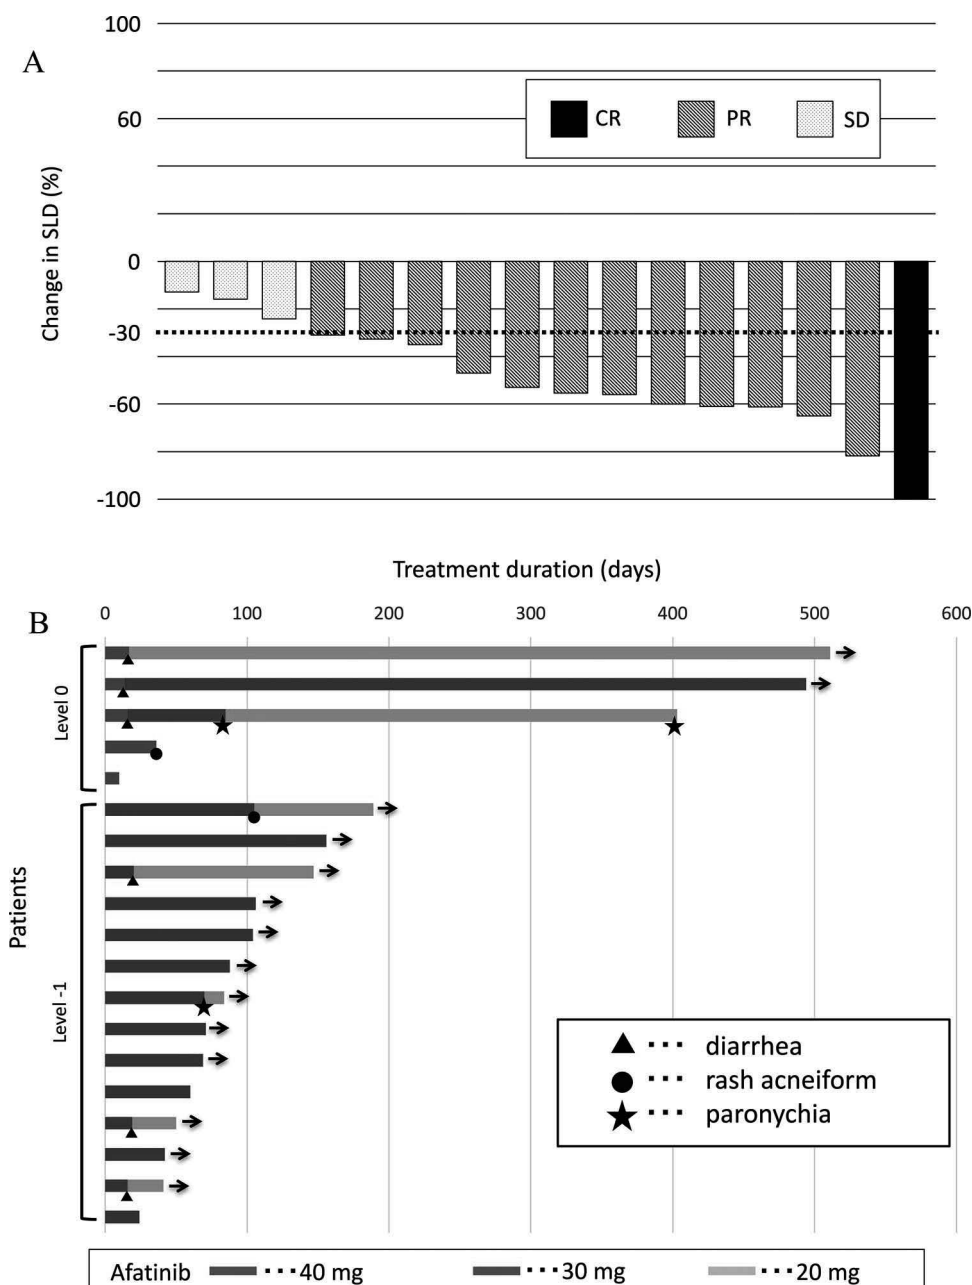 A
100
60
0
-30
-60
-100
Change in SLD (%)
CR PR SD
Treatment duration (days)
B
0 100 200 300 400 500 600
Patients
Level 0
Level -1
diarrhea
rash acneiform
paronychia
Afatinib 40 mg 30 mg 20 mg